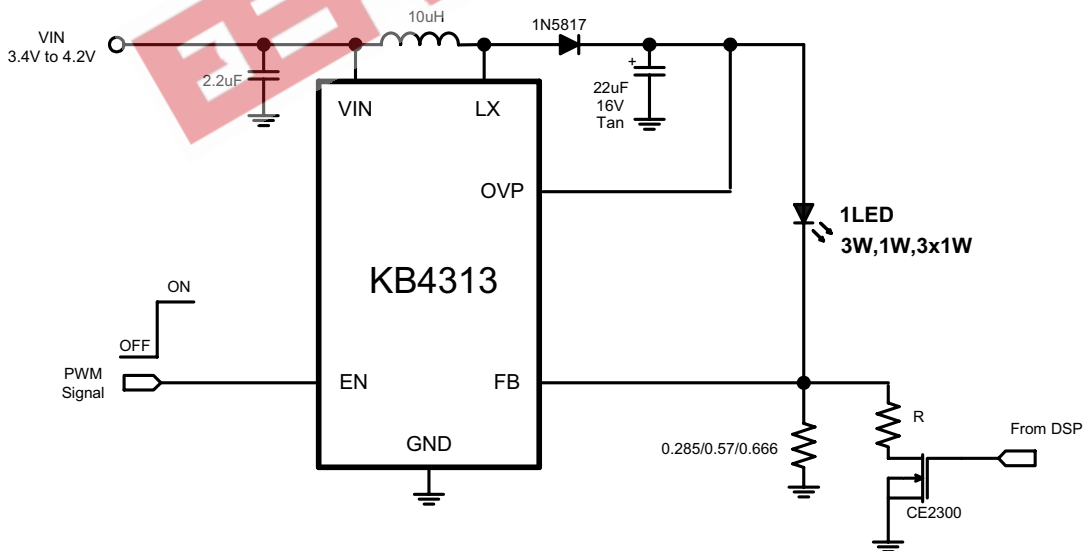 VIN
3.4V to 4.2V
10uH
1N5817
2.2uF
+
22uF
16V
Tan
VIN
LX
OVP
1LED
3W,1W,3x1W
KB4313
ON
OFF
PWM
Signal
EN
FB
GND
0.285/0.57/0.666
R
From DSP
CE2300